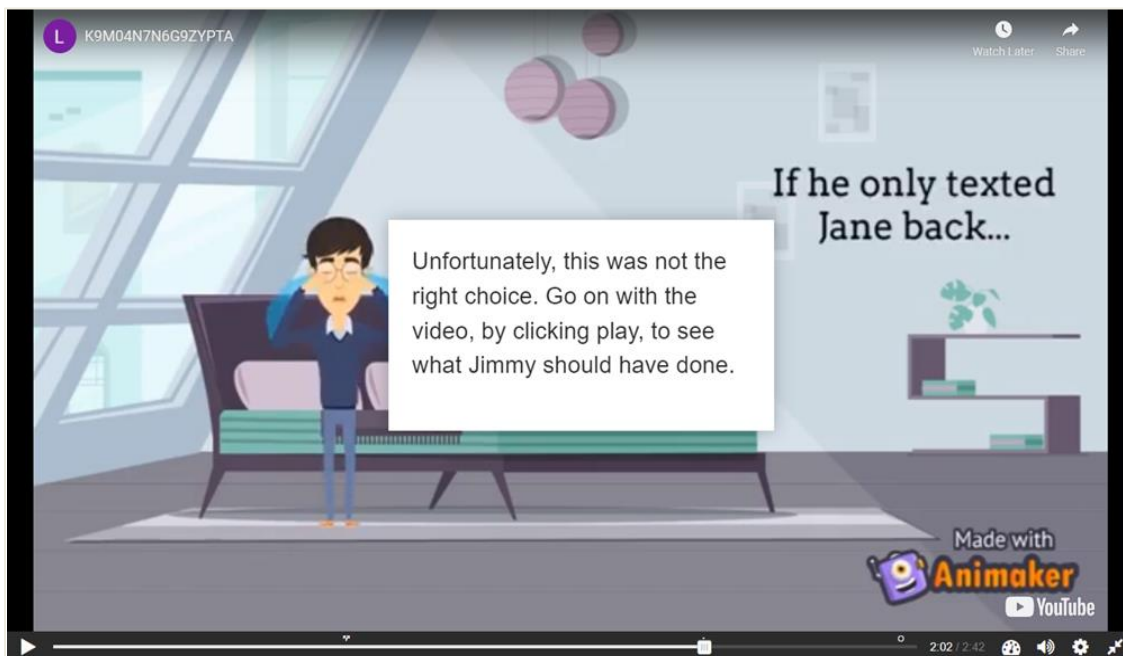 L K9M04N7N6G9ZYPTA
Watch Later Share
If he only texted
Jane back...
Unfortunately, this was not the
right choice. Go on with the
video, by clicking play, to see
what Jimmy should have done.
Made with
Animaker
YouTube
2:02 / 2:42